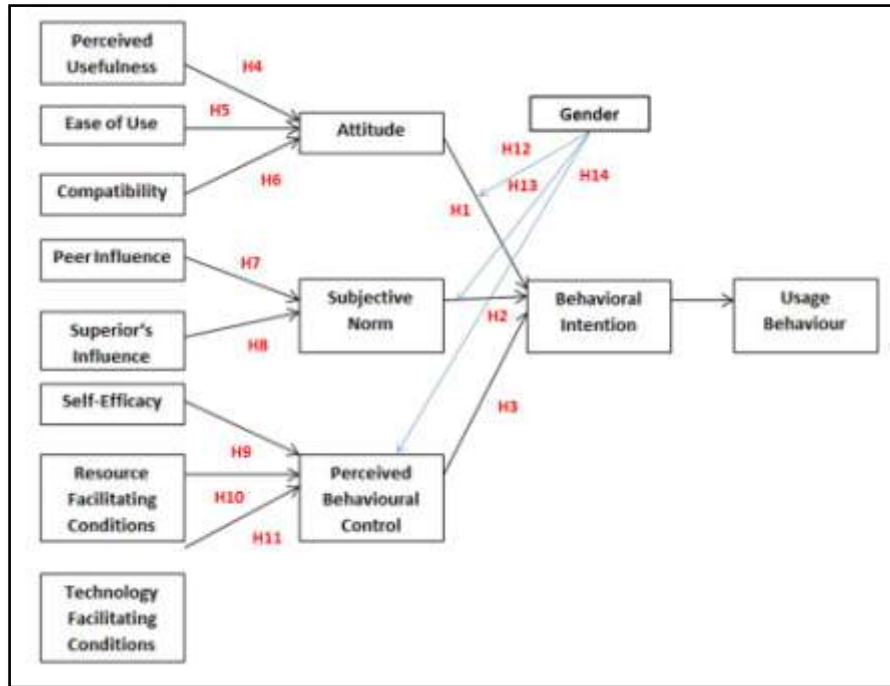 Perceived
Usefulness
H4
H5
Ease of Use
Attitude
Gender
H12
H13
H14
H6
Compatibility
H1
Peer Influence
H7
Subjective
Norm
Behavioral
Intention
Usage
Behaviour
H2
Superior's
Influence
H8
Self-Efficacy
H3
H9
Resource
Facilitating
Conditions
H10
H11
Perceived
Behavioural
Control
Technology
Facilitating
Conditions